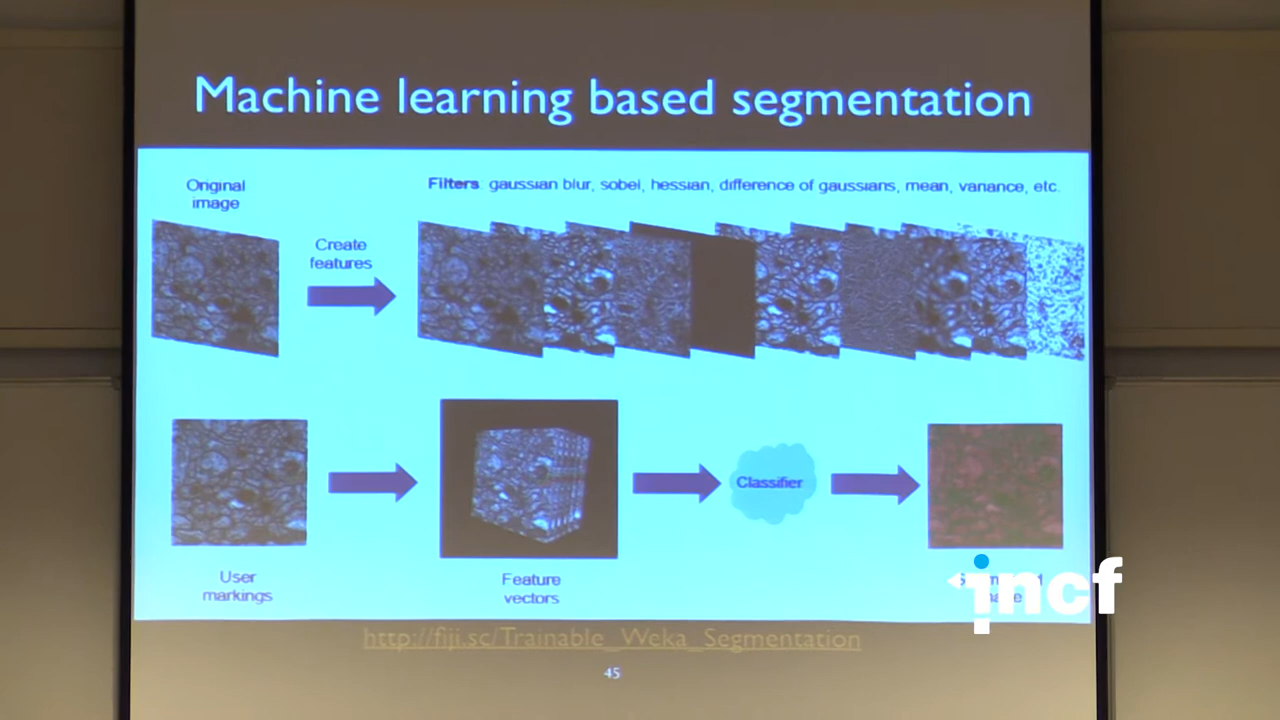 Machine learning based segmentation
Original
image
Filters: gaussian blur, sobel, hessian, difference of gaussians, mean, variance, etc.
Create
features
Classifier
User
markings
Feature
vectors
incf
http://fiji.sc/Trainable_Weka_Segmentation
45